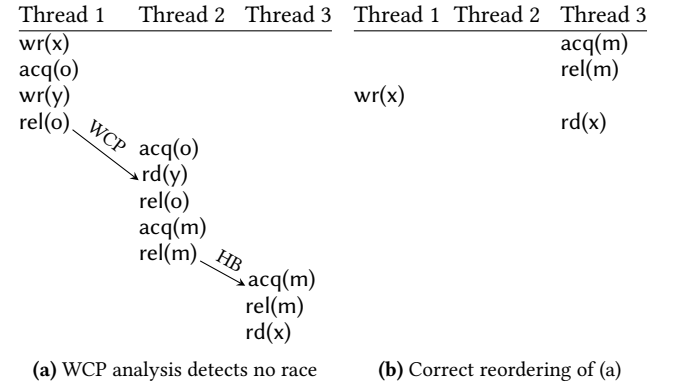 Thread 1 Thread 2 Thread 3
wr(x)
acq(o)
wr(y)
rel(o)
WCP
acq(o)
rd(y)
rel(o)
acq(m)
rel(m)
HB
acq(m)
rel(m)
rd(x)
(a) WCP analysis detects no race
Thread 1 Thread 2 Thread 3
acq(m)
rel(m)
wr(x)
rd(x)
(b) Correct reordering of (a)